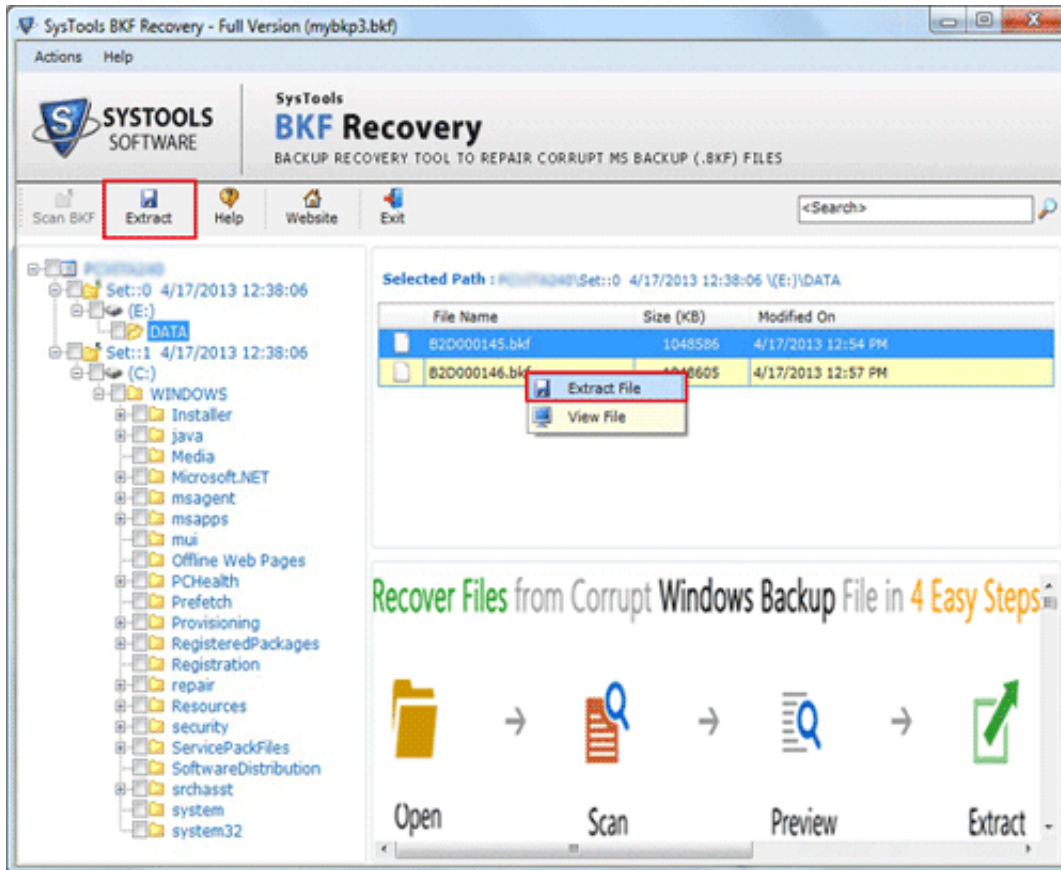 SysTools BKF Recovery - Full Version (mybkp3.bkf)
Actions Help
S SYSTOOLS
SOFTWARE
SysTools
BKF Recovery
BACKUP RECOVERY TOOL TO REPAIR CORRUPT MS BACKUP (.BKF) FILES
Scan BKF Extract Help Website Exit
<Search>
Set::0 4/17/2013 12:38:06
(E:)
DATA
Set::1 4/17/2013 12:38:06
(C:)
WINDOWS
Installer
java
Media
Microsoft.NET
msagent
msapps
mui
Offline Web Pages
PCHealth
Prefetch
Provisioning
RegisteredPackages
Registration
repair
Resources
security
ServicePackFiles
SoftwareDistribution
srchasst
system
system32
Selected Path : \Set::0 4/17/2013 12:38:06 \(E:)\DATA
File Name Size (KB) Modified On
B2D000145.bkf 1048586 4/17/2013 12:54 PM
B2D000146.bkf 4/17/2013 12:57 PM
Extract File
View File
Recover Files from Corrupt Windows Backup File in 4 Easy Steps
Open Scan Preview Extract